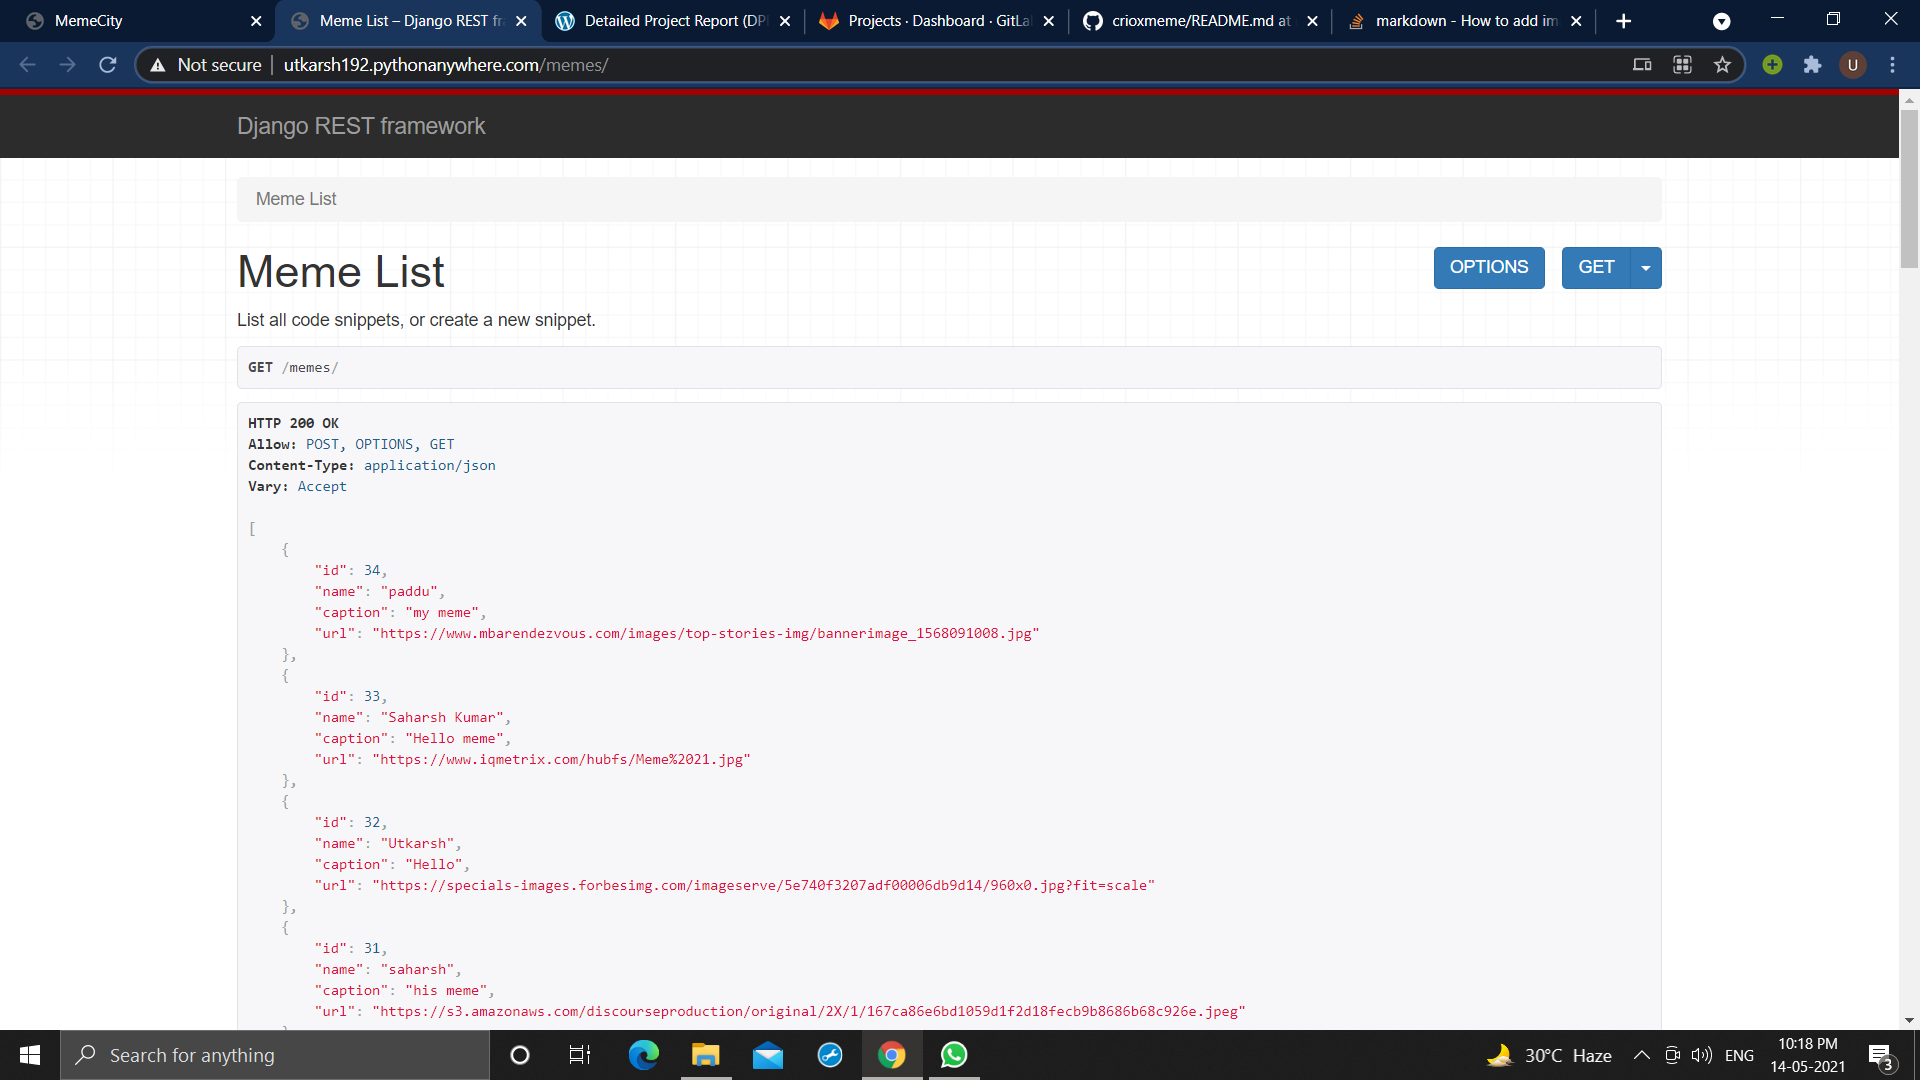 MemeCity
Meme List – Django REST fr
Detailed Project Report (DP
Projects · Dashboard · GitLa
crioxmeme/README.md at
markdown - How to add im
Not secure
utkarsh192.pythonanywhere.com/memes/
U
Django REST framework
Meme List
Meme List
OPTIONS
GET
List all code snippets, or create a new snippet.
GET /memes/
HTTP 200 OK
Allow: POST, OPTIONS, GET
Content-Type: application/json
Vary: Accept
[
{
"id": 34,
"name": "paddu",
"caption": "my meme",
"url": "https://www.mbarendezvous.com/images/top-stories-img/bannerimage_1568091008.jpg"
},
{
"id": 33,
"name": "Saharsh Kumar",
"caption": "Hello meme",
"url": "https://www.iqmetrix.com/hubfs/Meme%2021.jpg"
},
{
"id": 32,
"name": "Utkarsh",
"caption": "Hello",
"url": "https://specials-images.forbesimg.com/imageserve/5e740f3207adf00006db9d14/960x0.jpg?fit=scale"
},
{
"id": 31,
"name": "saharsh",
"caption": "his meme",
"url": "https://s3.amazonaws.com/discourseproduction/original/2X/1/167ca86e6bd1059d1f2d18fecb9b8686b68c926e.jpeg"
Search for anything
30°C Haze
ENG
10:18 PM
14-05-2021
3